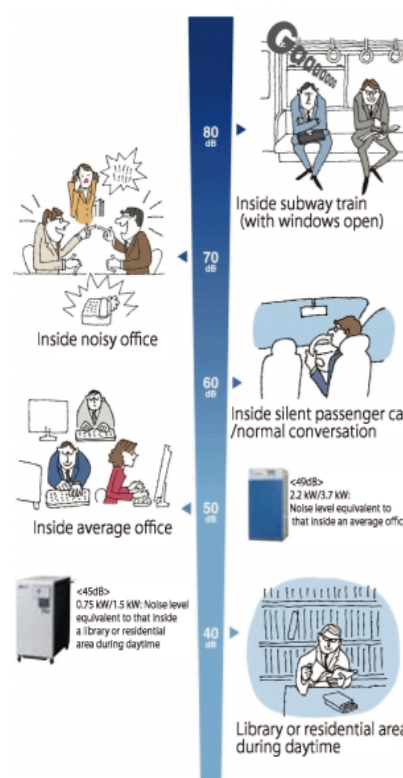 Gooooooo
80
dB
Inside subway train
(with windows open)
70
dB
Inside noisy office
60
dB
Inside silent passenger ca
/normal conversation
<49dB>
2.2 kW/3.7 kW:
Noise level equivalent to
that inside an average offic
50
dB
Inside average office
<45dB>
0.75 kW/1.5 kW: Noise level
equivalent to that inside
a library or residential
area during daytime
40
dB
Library or residential area
during daytime